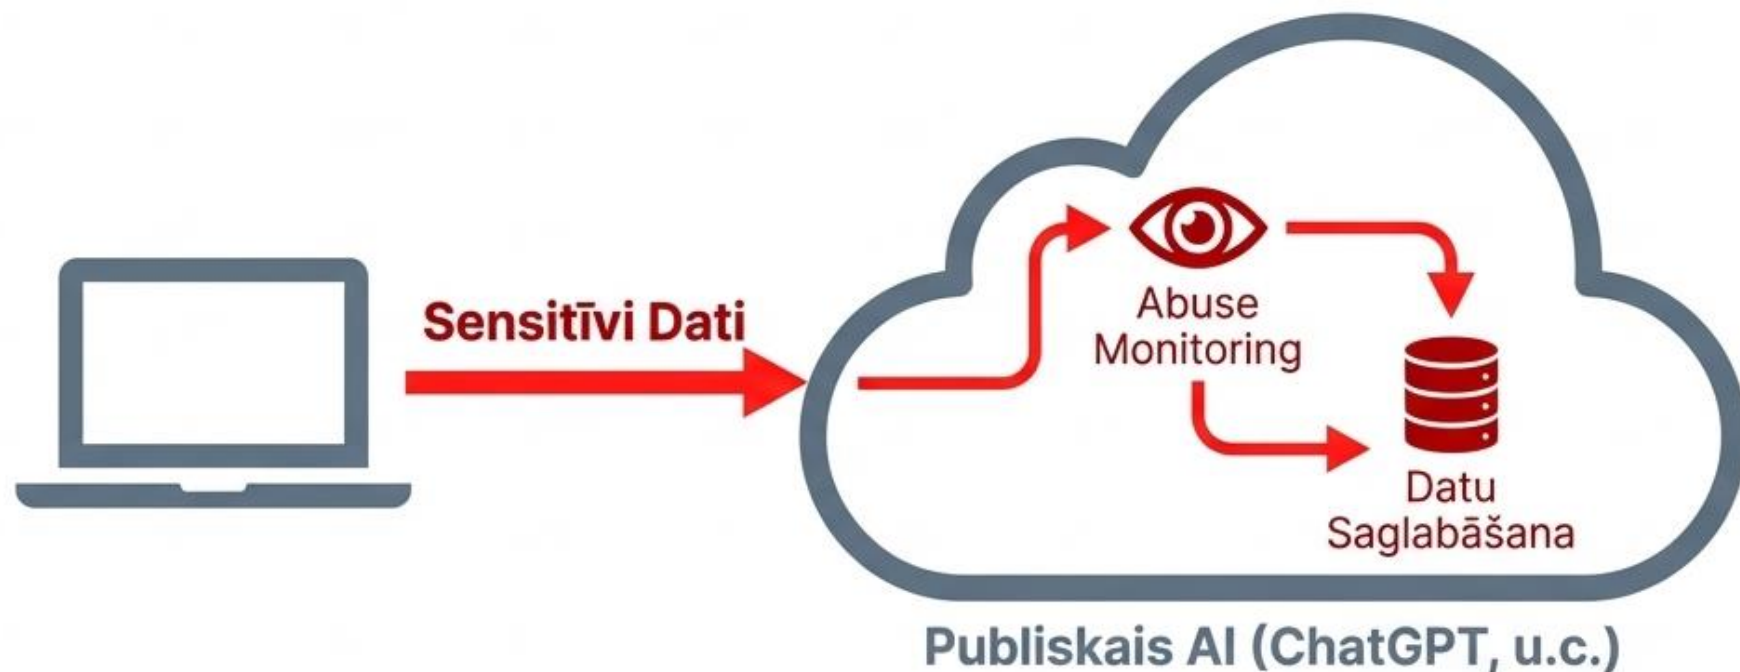 Sensitīvi Dati
Abuse
Monitoring
Datu
Saglabāšana
Publiskais AI (ChatGPT, u.c.)